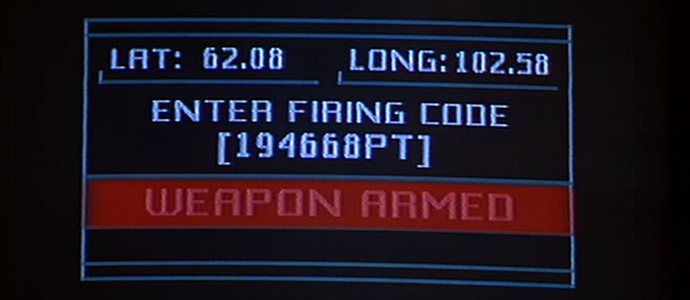 LAT: 62.08 LONG: 102.58
ENTER FIRING CODE
[194668PT]
WEAPON ARMED